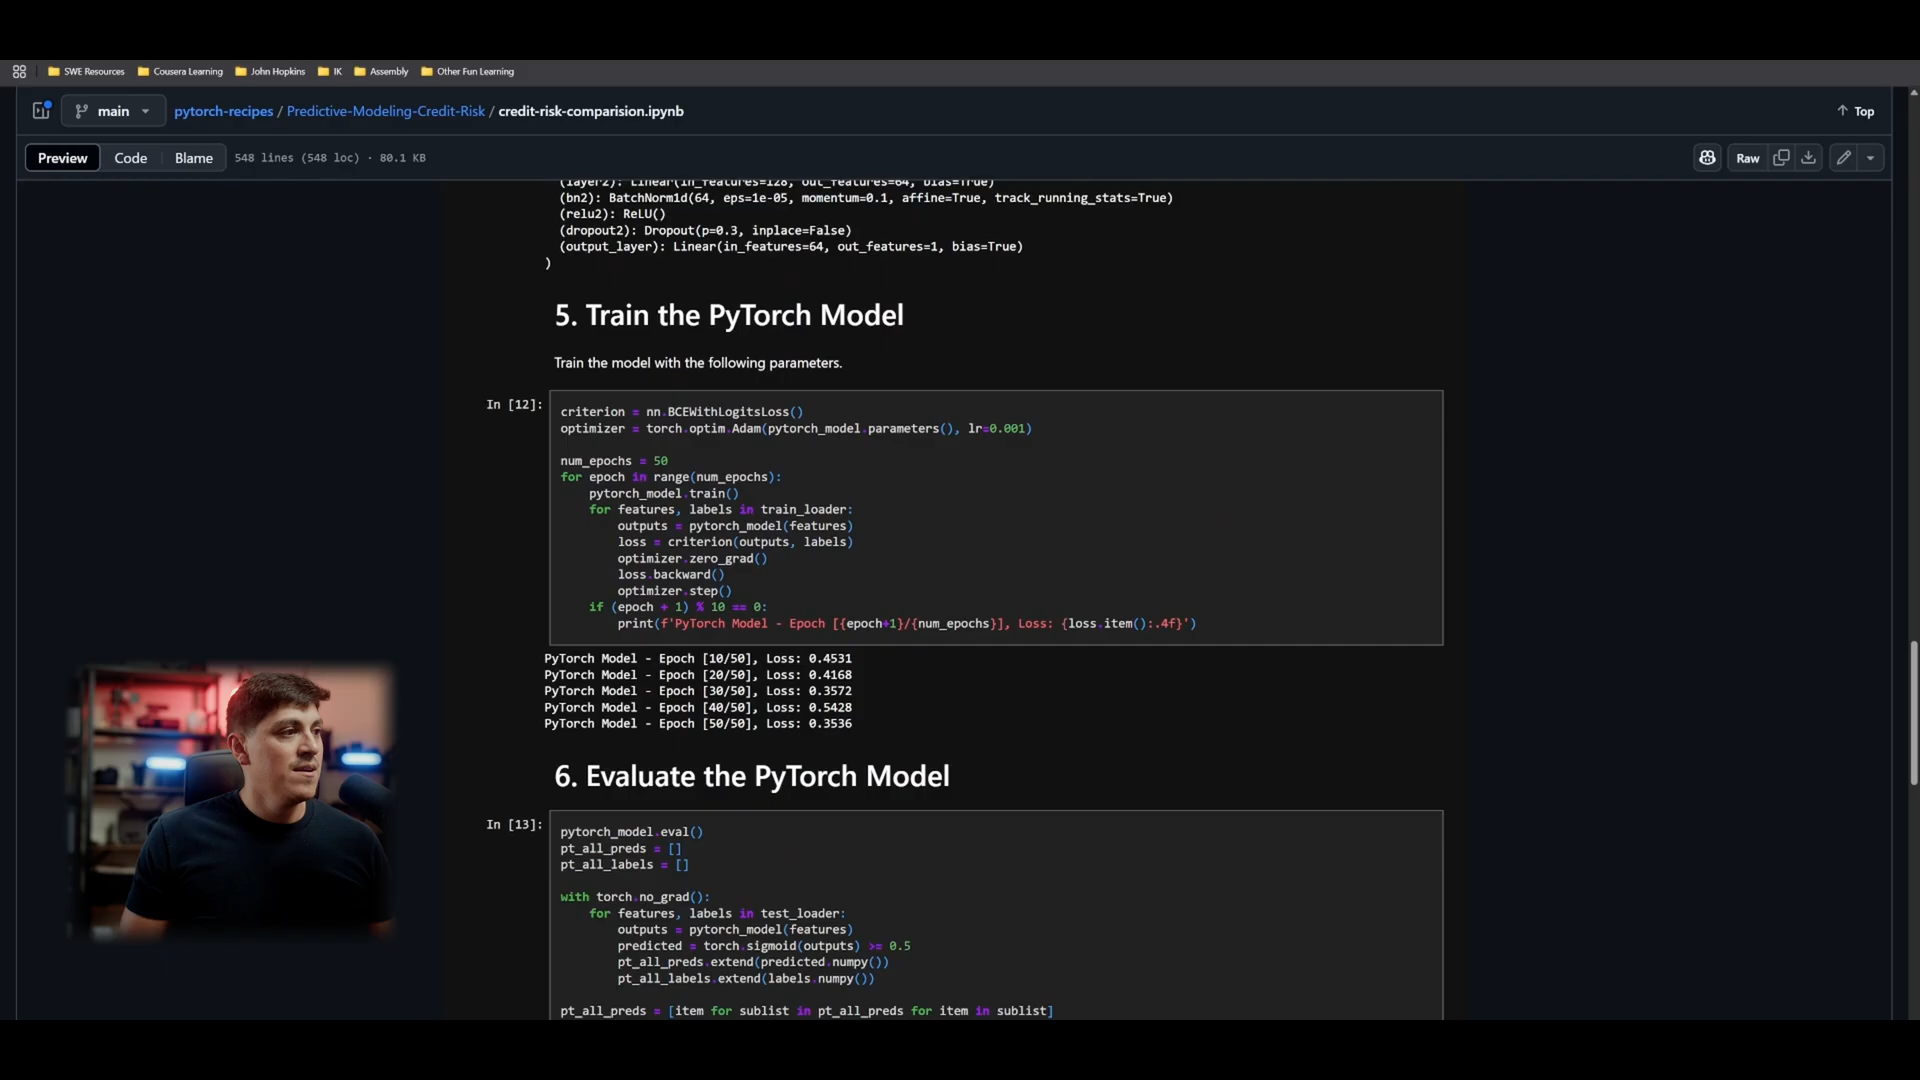 SWE Resources Cousera Learning John Hopkins IK Assembly Other Fun Learning
main pytorch-recipes / Predictive-Modeling-Credit-Risk / credit-risk-comparision.ipynb Top
Preview Code Blame 548 lines (548 loc) · 80.1 KB Raw
(layer2): Linear(in_features=128, out_features=64, bias=True)
(bn2): BatchNorm1d(64, eps=1e-05, momentum=0.1, affine=True, track_running_stats=True)
(relu2): ReLU()
(dropout2): Dropout(p=0.3, inplace=False)
(output_layer): Linear(in_features=64, out_features=1, bias=True)
)
5. Train the PyTorch Model
Train the model with the following parameters.
In [12]:
criterion = nn.BCEWithLogitsLoss()
optimizer = torch.optim.Adam(pytorch_model.parameters(), lr=0.001)
num_epochs = 50
for epoch in range(num_epochs):
pytorch_model.train()
for features, labels in train_loader:
outputs = pytorch_model(features)
loss = criterion(outputs, labels)
optimizer.zero_grad()
loss.backward()
optimizer.step()
if (epoch + 1) % 10 == 0:
print(f'PyTorch Model - Epoch [{epoch+1}/{num_epochs}], Loss: {loss.item():.4f}')
PyTorch Model - Epoch [10/50], Loss: 0.4531
PyTorch Model - Epoch [20/50], Loss: 0.4168
PyTorch Model - Epoch [30/50], Loss: 0.3572
PyTorch Model - Epoch [40/50], Loss: 0.5428
PyTorch Model - Epoch [50/50], Loss: 0.3536
6. Evaluate the PyTorch Model
In [13]:
pytorch_model.eval()
pt_all_preds = []
pt_all_labels = []
with torch.no_grad():
for features, labels in test_loader:
outputs = pytorch_model(features)
predicted = torch.sigmoid(outputs) >= 0.5
pt_all_preds.extend(predicted.numpy())
pt_all_labels.extend(labels.numpy())
pt_all_preds = [item for sublist in pt_all_preds for item in sublist]